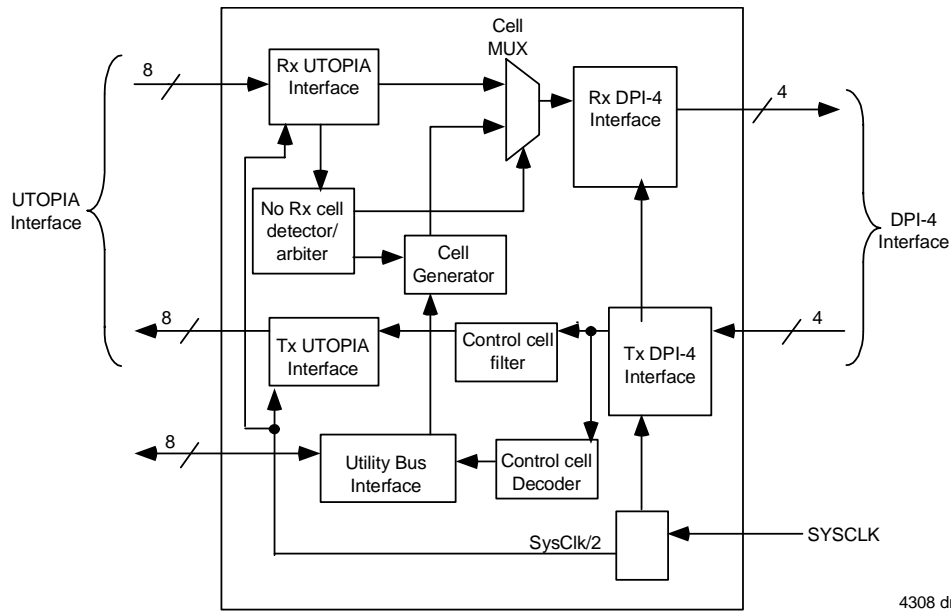 Cell
MUX
8
Rx UTOPIA
Interface
Rx DPI-4
Interface
4
UTOPIA
Interface
No Rx cell
detector/
arbiter
Cell
Generator
DPI-4
Interface
8
Tx UTOPIA
Interface
Control cell
filter
Tx DPI-4
Interface
4
8
Utility Bus
Interface
Control cell
Decoder
SysClk/2
SYSCLK
4308